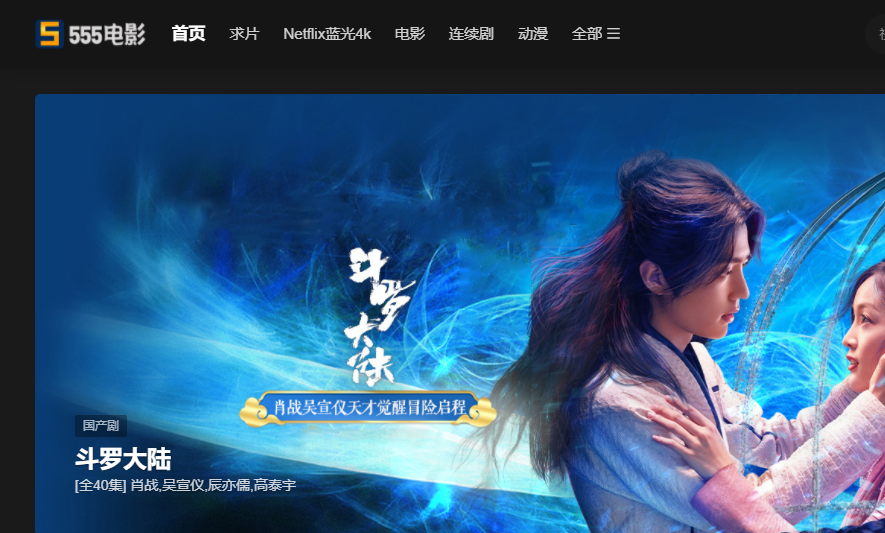 555电影 首页 求片 Netflix蓝光4k 电影 连续剧 动漫 全部
斗罗大陆
肖战吴宣仪天才觉醒冒险启程
国产剧
斗罗大陆
[全40集] 肖战,吴宣仪,辰亦儒,高泰宇